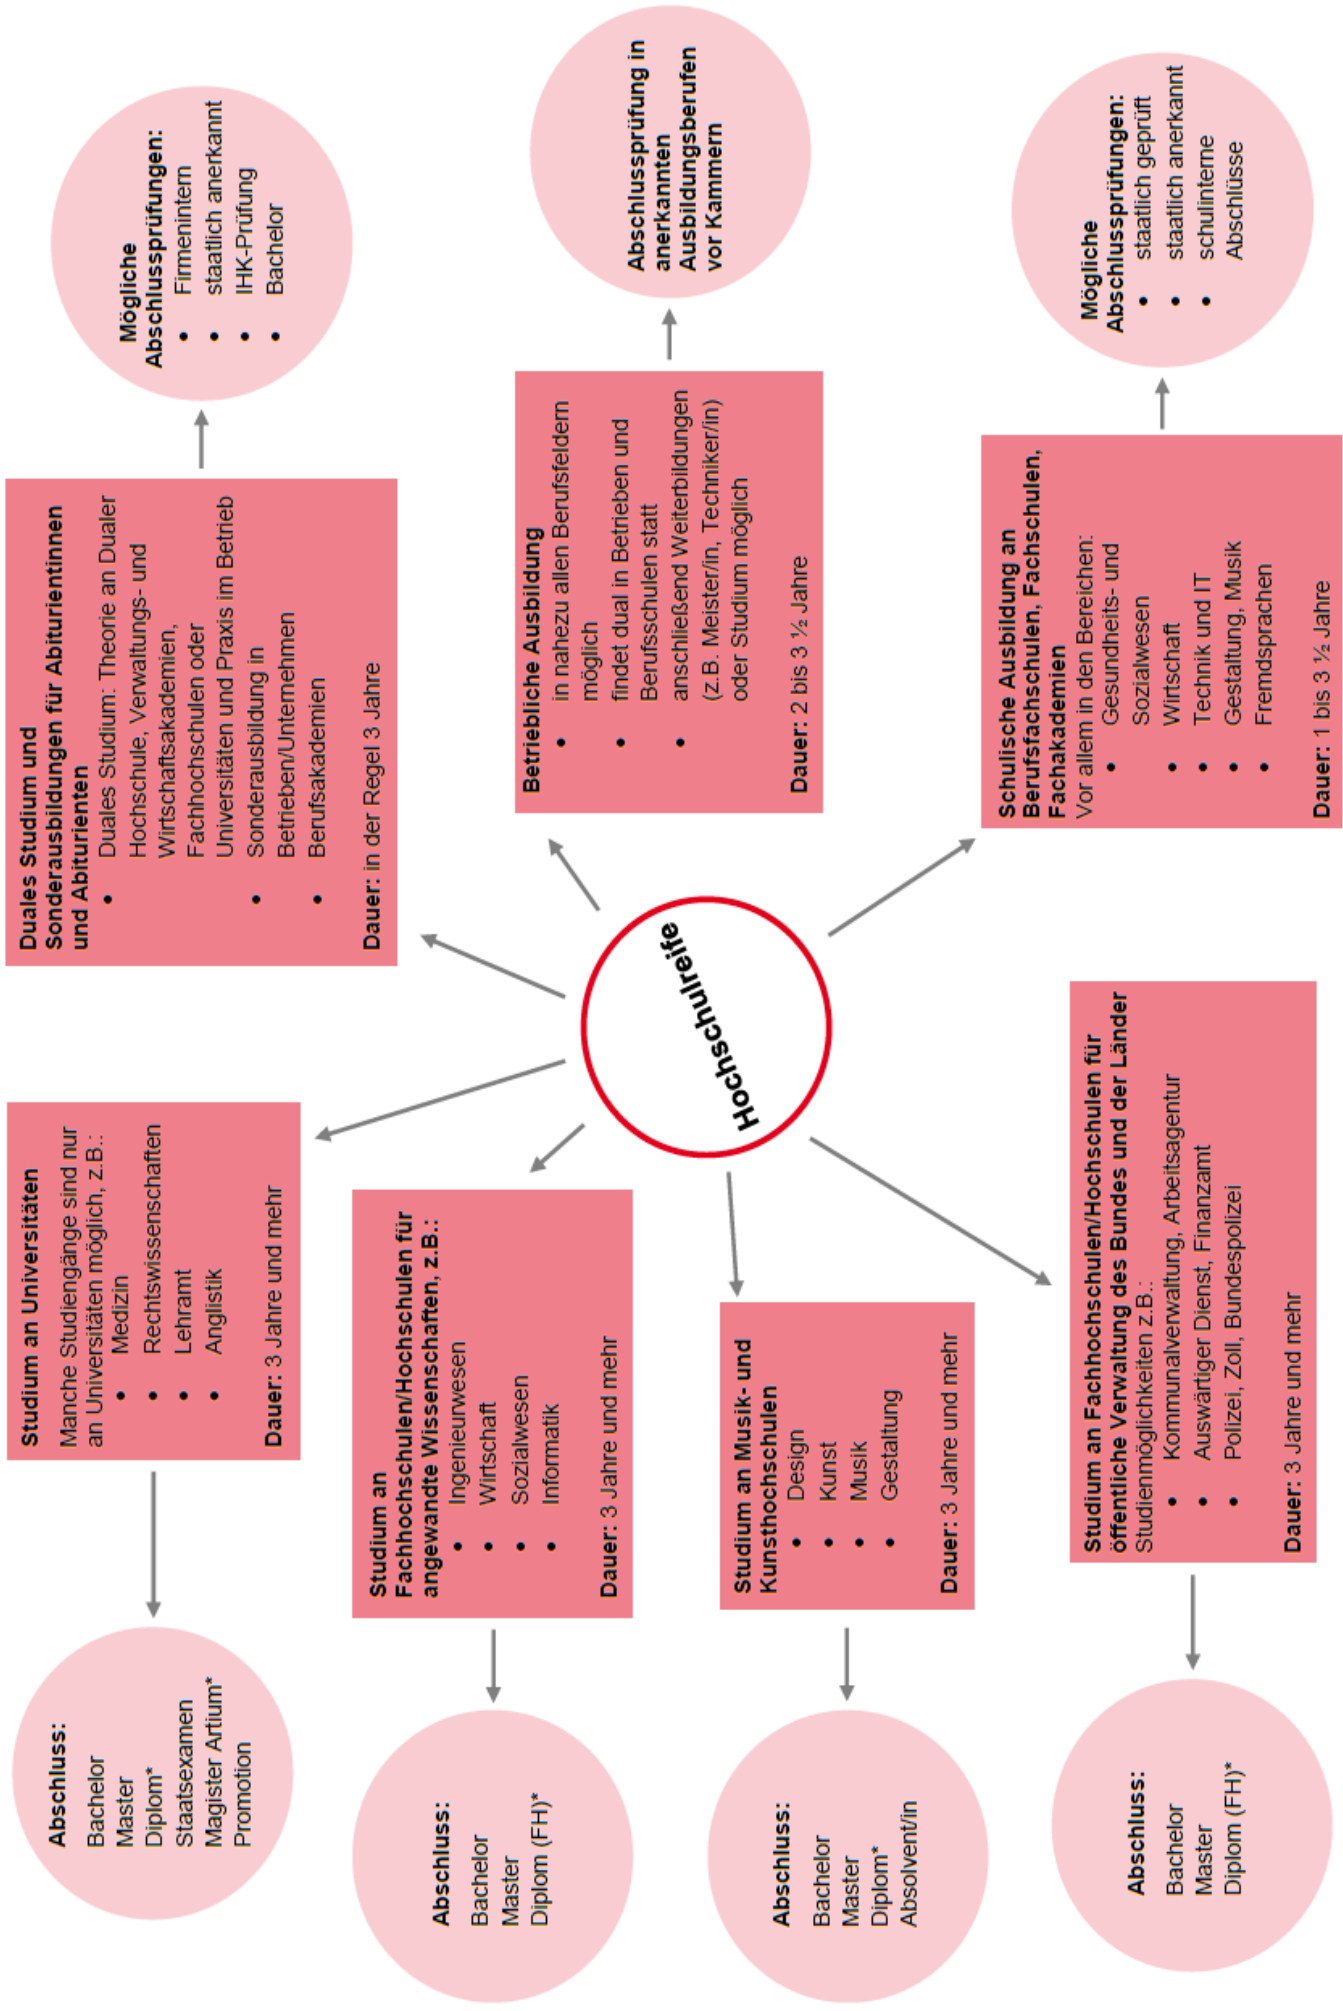 Hochschulreife
Studium an Universitäten
Manche Studiengänge sind nur
an Universitäten möglich, z.B.:
• Medizin
• Rechtswissenschaften
• Lehramt
• Anglistik
Dauer: 3 Jahre und mehr
Abschluss:
Bachelor
Master
Diplom*
Staatsexamen
Magister Artium*
Promotion
Studium an
Fachhochschulen/Hochschulen für
angewandte Wissenschaften, z.B.:
• Ingenieurwesen
• Wirtschaft
• Sozialwesen
• Informatik
Dauer: 3 Jahre und mehr
Abschluss:
Bachelor
Master
Diplom (FH)*
Studium an Musik- und
Kunsthochschulen
• Design
• Kunst
• Musik
• Gestaltung
Dauer: 3 Jahre und mehr
Abschluss:
Bachelor
Master
Diplom*
Absolvent/in
Studium an Fachhochschulen/Hochschulen für
öffentliche Verwaltung des Bundes und der Länder
Studienmöglichkeiten z.B.:
• Kommunalverwaltung, Arbeitsagentur
• Auswärtiger Dienst, Finanzamt
• Polizei, Zoll, Bundespolizei
Dauer: 3 Jahre und mehr
Abschluss:
Bachelor
Master
Diplom (FH)*
Duales Studium und
Sonderausbildungen für Abiturientinnen
und Abiturienten
• Duales Studium: Theorie an Dualer
Hochschule, Verwaltungs- und
Wirtschaftsakademien,
Fachhochschulen oder
Universitäten und Praxis im Betrieb
• Sonderausbildung in
Betrieben/Unternehmen
• Berufsakademien
Dauer: in der Regel 3 Jahre
Mögliche
Abschlussprüfungen:
• Firmenintern
• staatlich anerkannt
• IHK-Prüfung
• Bachelor
Betriebliche Ausbildung
• in nahezu allen Berufsfeldern
möglich
• findet dual in Betrieben und
Berufsschulen statt
• anschließend Weiterbildungen
(z.B. Meister/in, Techniker/in)
oder Studium möglich
Dauer: 2 bis 3 ½ Jahre
Abschlussprüfung in
anerkannten
Ausbildungsberufen
vor Kammern
Schulische Ausbildung an
Berufsfachschulen, Fachschulen,
Fachakademien
Vor allem in den Bereichen:
• Gesundheits- und
Sozialwesen
• Wirtschaft
• Technik und IT
• Gestaltung, Musik
• Fremdsprachen
Dauer: 1 bis 3 ½ Jahre
Mögliche
Abschlussprüfungen:
• staatlich geprüft
• staatlich anerkannt
• schulinterne
Abschlüsse